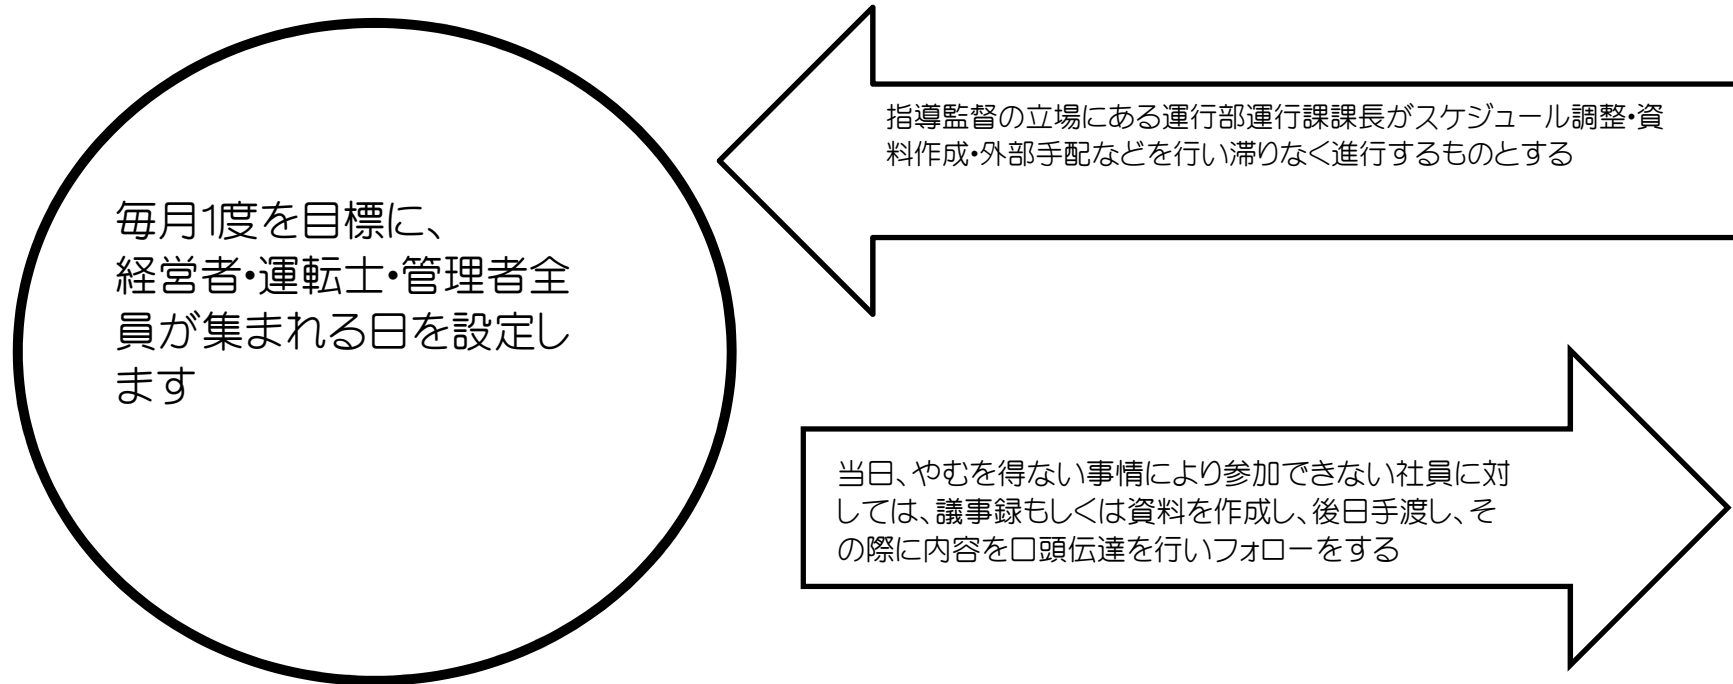 毎月1度を目標に、
経営者・運転士・管理者全
員が集まれる日を設定し
ます
指導監督の立場にある運行部運行課課長がスケジュール調整・資
料作成・外部手配などを行い滞りなく進行するものとする
当日、やむを得ない事情により参加できない社員に対
しては、議事録もしくは資料を作成し、後日手渡し、そ
の際に内容を口頭伝達を行いフォローをする